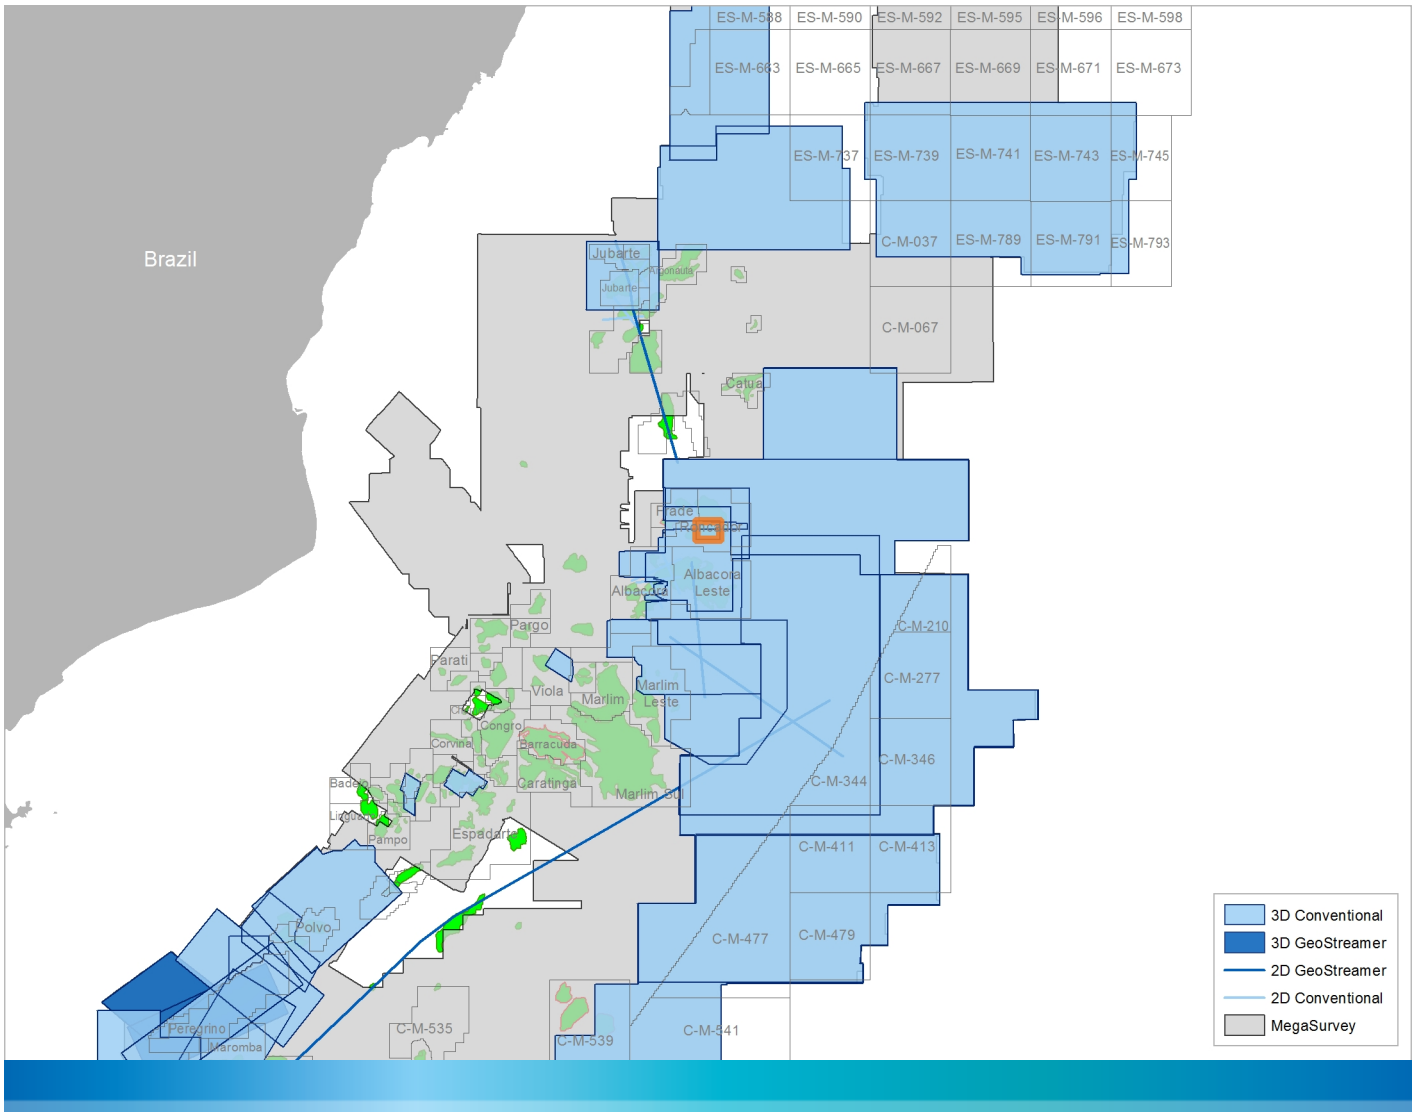 ES-M-588
ES-M-590
ES-M-592
ES-M-595
ES-M-596
ES-M-598
ES-M-663
ES-M-665
ES-M-667
ES-M-669
ES-M-671
ES-M-673
ES-M-737
ES-M-739
ES-M-741
ES-M-743
ES-M-745
C-M-037
ES-M-789
ES-M-791
ES-M-793
Brazil
Jubarte
Argonauta
Jubarte
C-M-067
Catua
Frade
Roncador
Albacora
Albacora
Leste
Pargo
C-M-210
Parati
Viola
Marlim
Marlim
Leste
C-M-277
Congro
Corvina
Barracuda
C-M-346
Badejo
Caratinga
Marlim Sul
C-M-344
Pampo
Espadarte
C-M-411
C-M-413
Polvo
C-M-477
C-M-479
Peregrino
Maromba
C-M-535
C-M-539
C-M-541
3D Conventional
3D GeoStreamer
2D GeoStreamer
2D Conventional
MegaSurvey